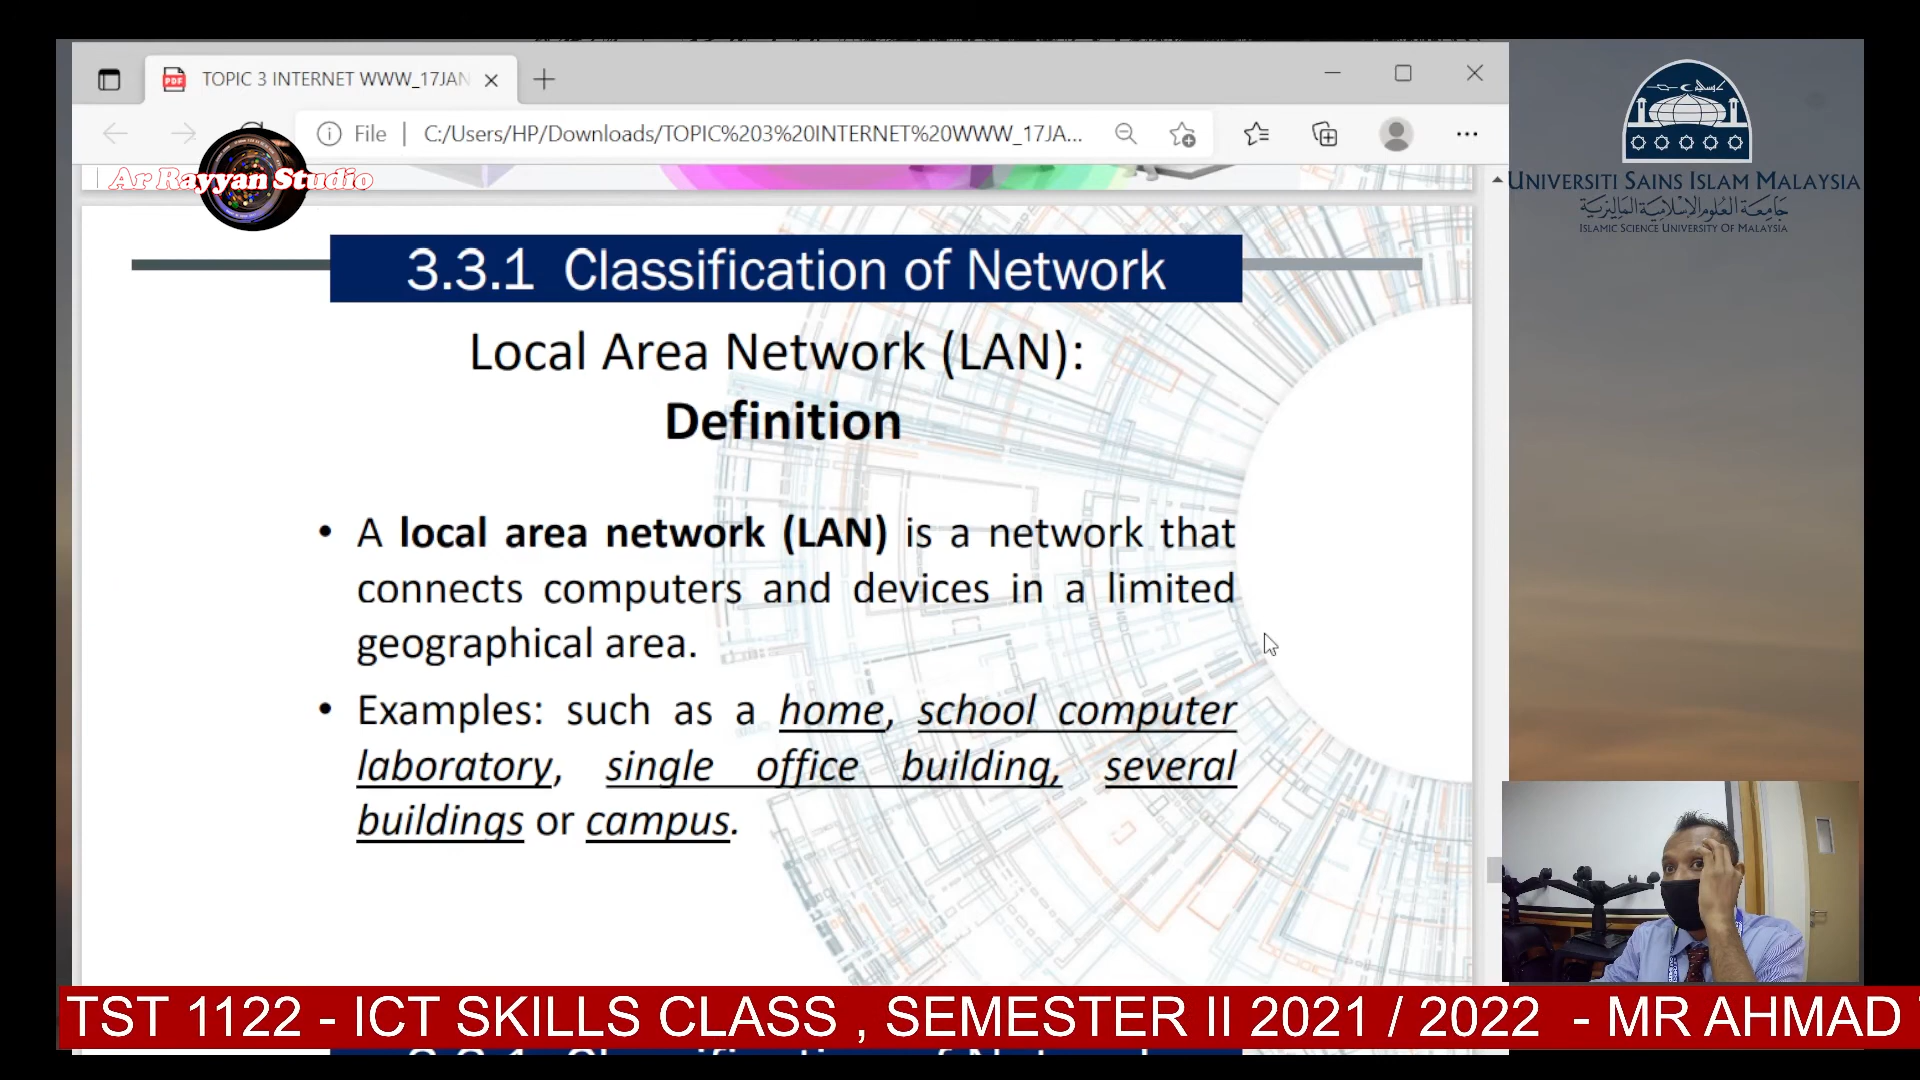 TOPIC 3 INTERNET WWW_17JAN
File
C:/Users/HP/Downloads/TOPIC%203%20INTERNET%20WWW_17JA...
Ar Rayyan Studio
UNIVERSITI SAINS ISLAM MALAYSIA
جامعة العلوم الإسلامية الماليزية
ISLAMIC SCIENCE UNIVERSITY OF MALAYSIA
3.3.1 Classification of Network
Local Area Network (LAN):
Definition
• A local area network (LAN) is a network that
connects computers and devices in a limited
geographical area.
• Examples: such as a home, school computer
laboratory, single office building, several
buildings or campus.
TST 1122 - ICT SKILLS CLASS , SEMESTER II 2021 / 2022 - MR AHMAD